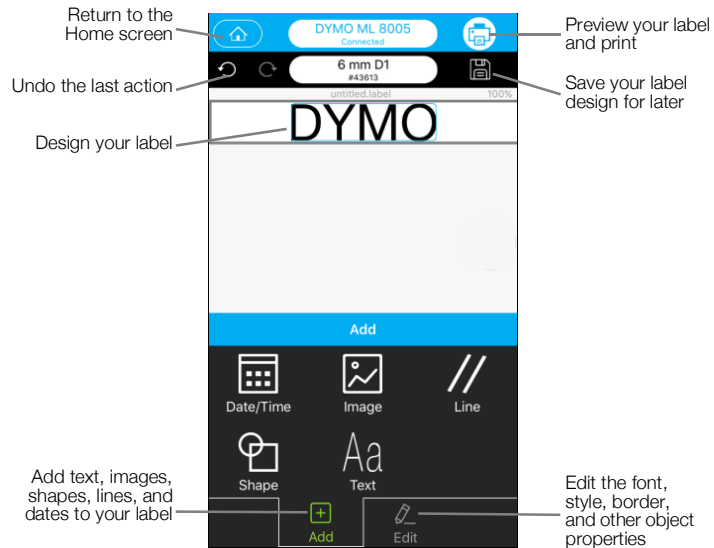 Return to the
Home screen
DYMO ML 8005
Connected
Preview your label
and print
Undo the last action
6 mm D1
#43613
Save your label
design for later
untitled.label
100%
Design your label
DYMO
Add
Date/Time
Image
Line
Shape
Text
Add text, images,
shapes, lines, and
dates to your label
Add
Edit
Edit the font,
style, border,
and other object
properties